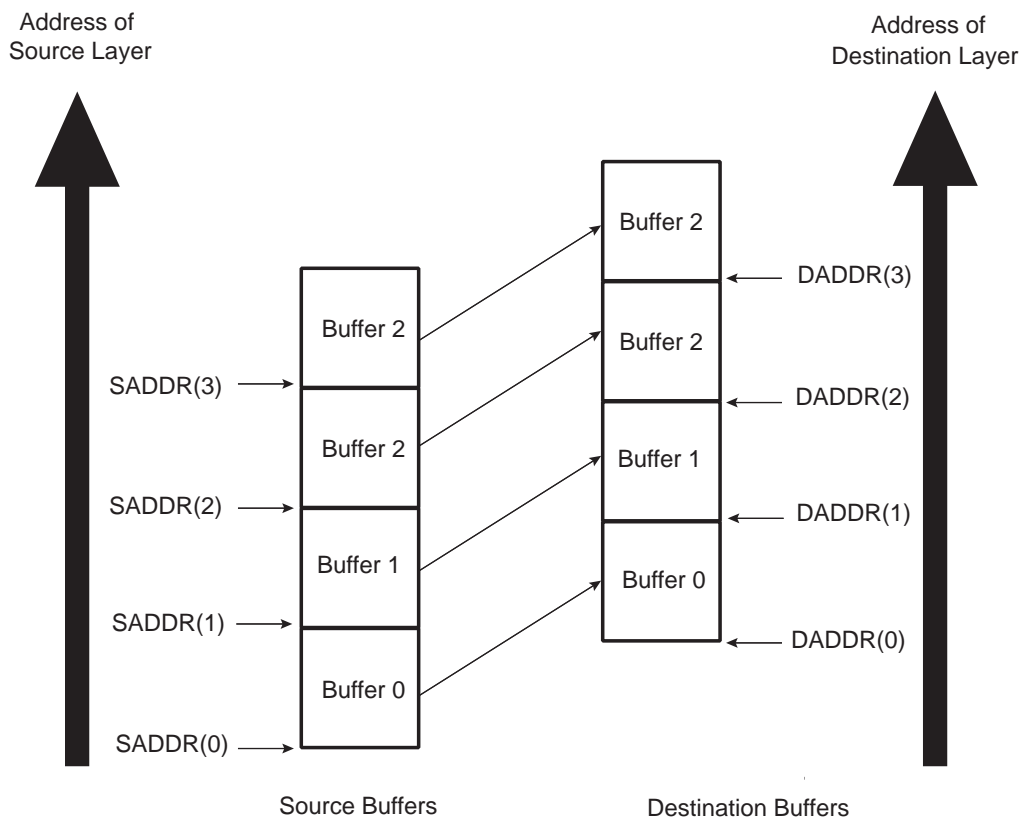 Address of
Source Layer
Address of
Destination Layer
Buffer 2
Buffer 2
Buffer 1
Buffer 0
SADDR(3)
SADDR(2)
SADDR(1)
SADDR(0)
Buffer 2
Buffer 2
Buffer 1
Buffer 0
DADDR(3)
DADDR(2)
DADDR(1)
DADDR(0)
Source Buffers
Destination Buffers